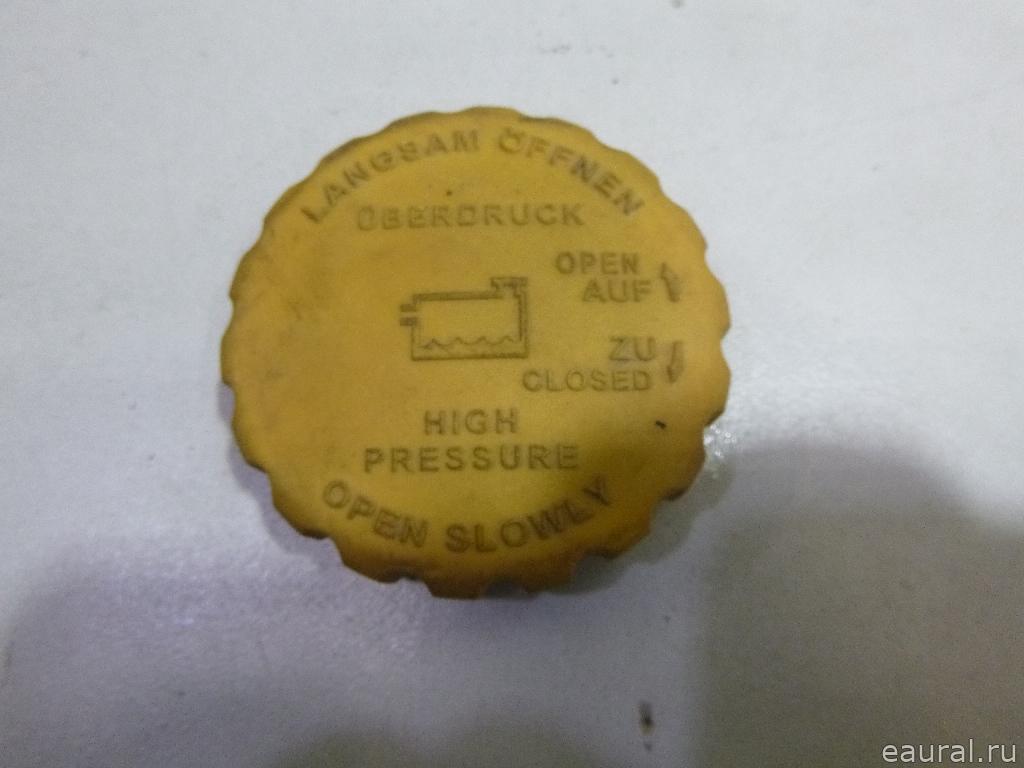 LANGSAM ÖFFNEN
ÜBERDRUCK
OPEN
AUF
ZU
CLOSED
HIGH
PRESSURE
OPEN SLOWLY
eaural.ru